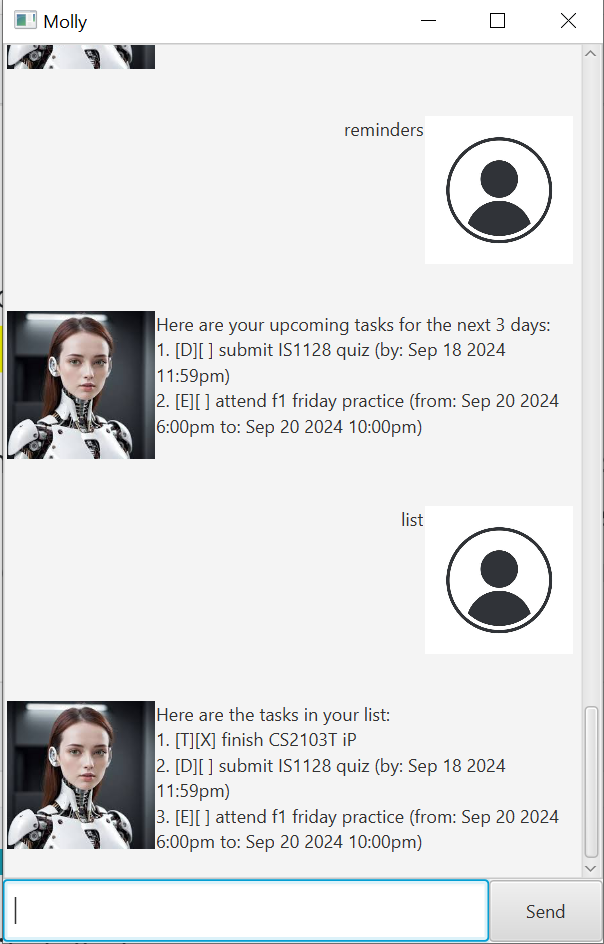 Molly
reminders
Here are your upcoming tasks for the next 3 days:
1. [D][ ] submit IS1128 quiz (by: Sep 18 2024
11:59pm)
2. [E][ ] attend f1 friday practice (from: Sep 20 2024
6:00pm to: Sep 20 2024 10:00pm)
list
Here are the tasks in your list:
1. [T][X] finish CS2103T iP
2. [D][ ] submit IS1128 quiz (by: Sep 18 2024
11:59pm)
3. [E][ ] attend f1 friday practice (from: Sep 20 2024
6:00pm to: Sep 20 2024 10:00pm)
Send